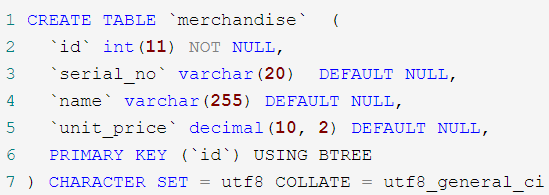 1 CREATE TABLE `merchandise`  (
2   `id` int(11) NOT NULL,
3   `serial_no` varchar(20)  DEFAULT NULL,
4   `name` varchar(255) DEFAULT NULL,
5   `unit_price` decimal(10, 2) DEFAULT NULL,
6   PRIMARY KEY (`id`) USING BTREE
7 ) CHARACTER SET = utf8 COLLATE = utf8_general_ci